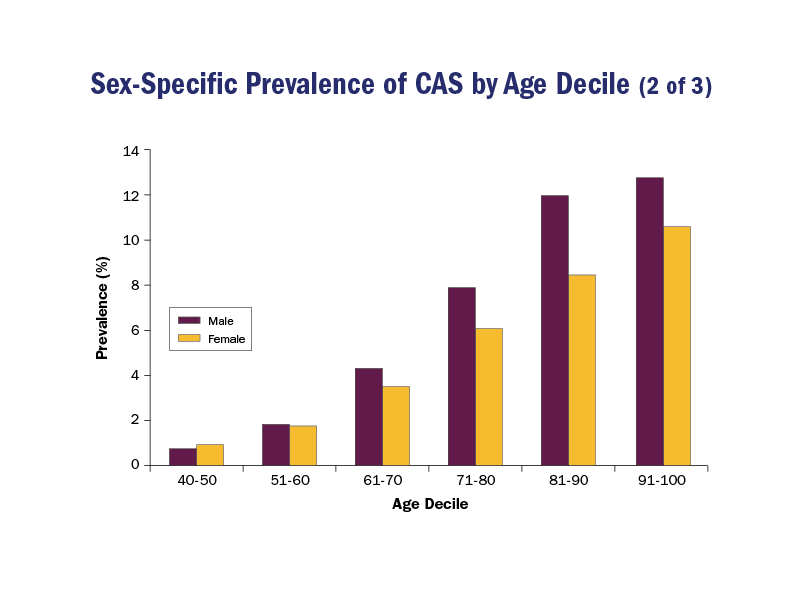 Sex-Specific Prevalence of CAS by Age Decile (2 of 3)
14
12
10
8
6
4
2
0
Prevalence (%)
Male
Female
40-50
51-60
61-70
71-80
81-90
91-100
Age Decile